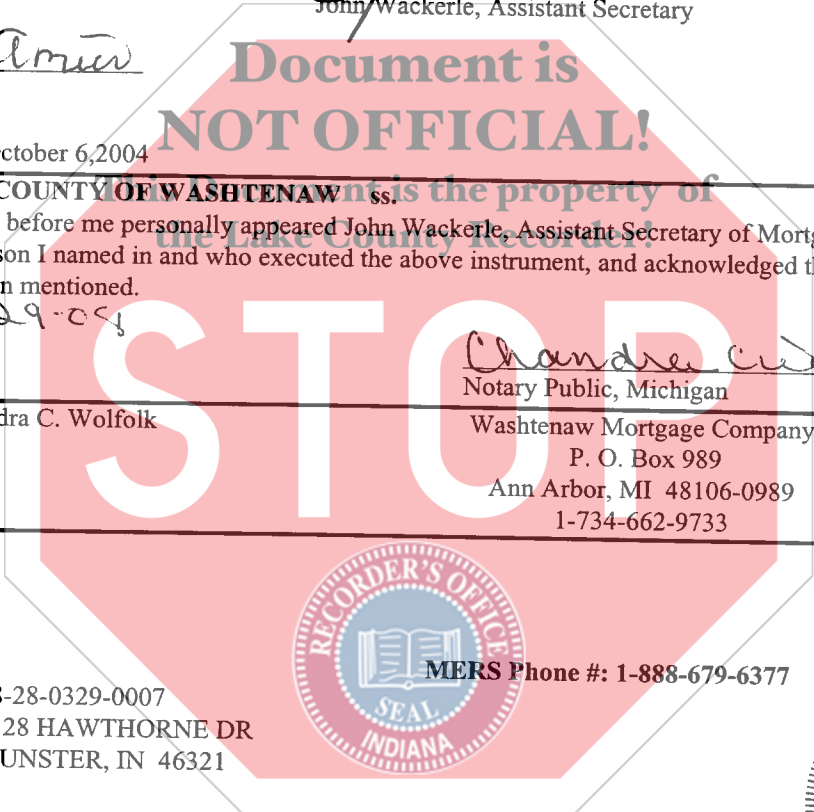 John Wackerle, Assistant Secretary
Document is
NOT OFFICIAL!
ctober 6,2004
This Document is the property of
COUNTY OF WASHTENAW ss.
before me personally appeared John Wackerle, Assistant Secretary of Mortg
the Lake County Recorder!
son I named in and who executed the above instrument, and acknowledged th
n mentioned.
STOP
Notary Public, Michigan
dra C. Wolfolk
Washtenaw Mortgage Company
P. O. Box 989
Ann Arbor, MI 48106-0989
1-734-662-9733
RECORDER'S OFFICE
SEAL
INDIANA
MERS Phone #: 1-888-679-6377
-28-0329-0007
28 HAWTHORNE DR
UNSTER, IN 46321